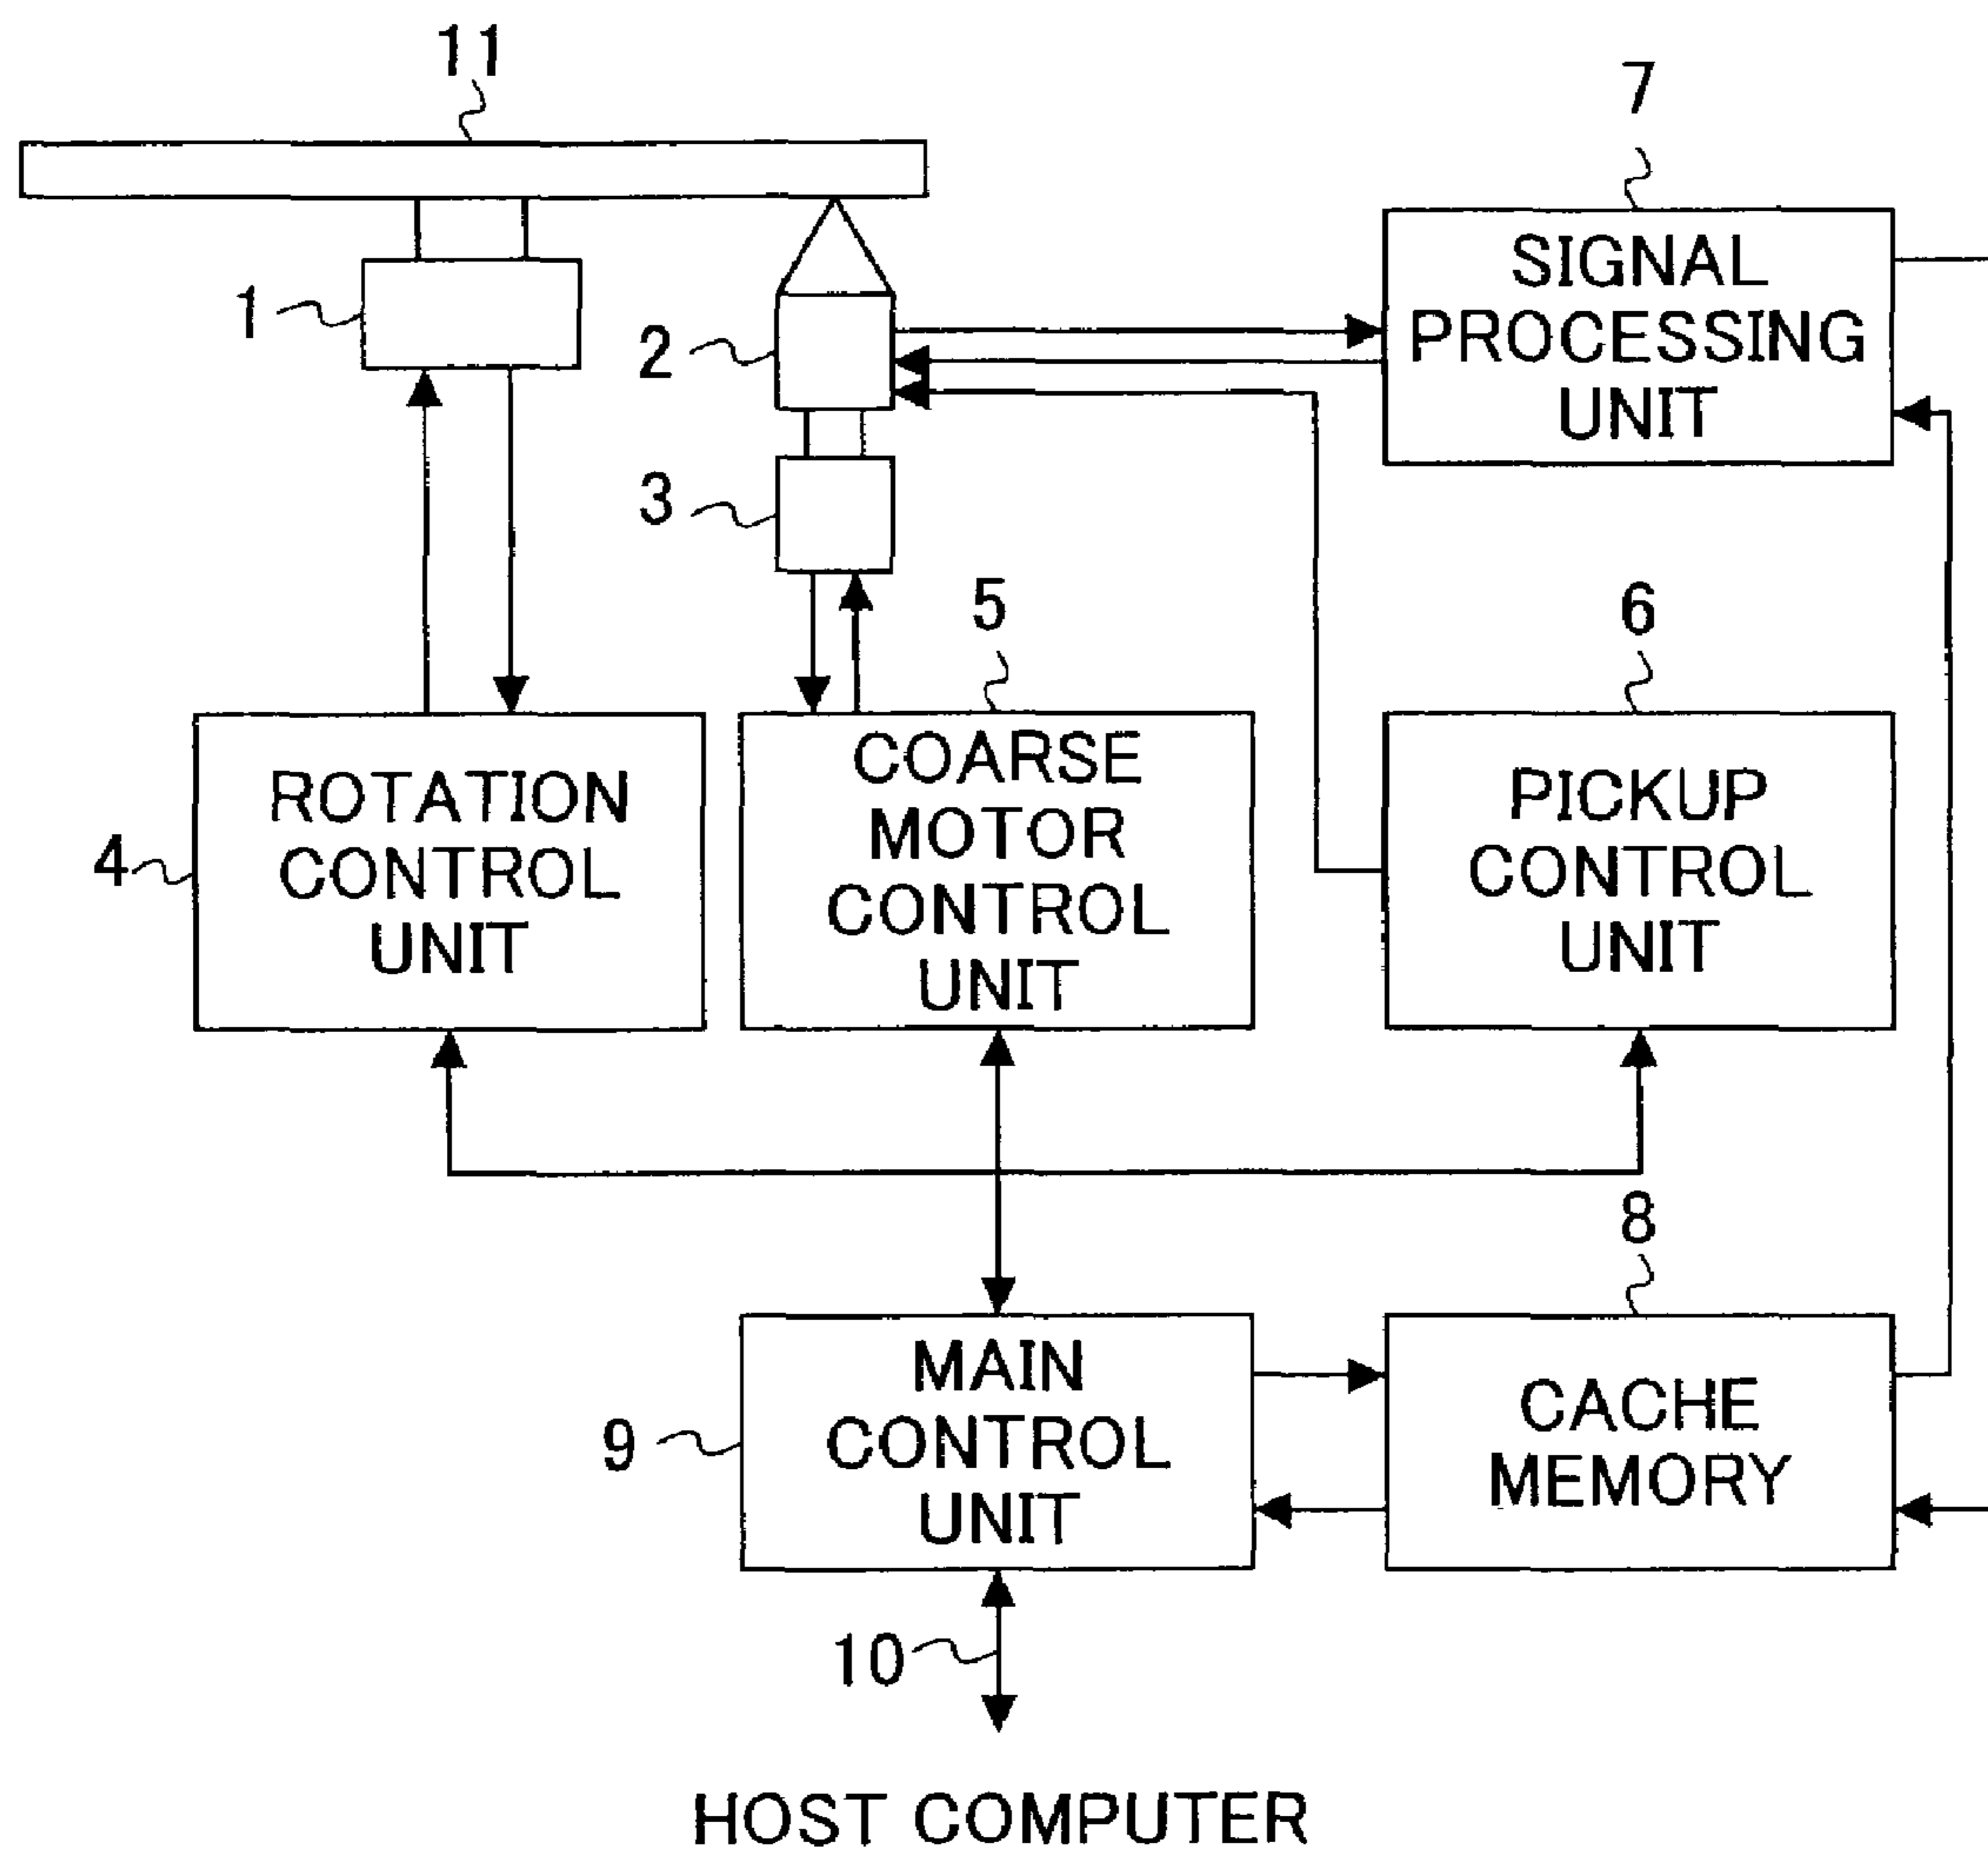 11
7
SIGNAL
PROCESSING
UNIT
1
2
3
5
6
ROTATION
CONTROL
UNIT
4
COARSE
MOTOR
CONTROL
UNIT
PICKUP
CONTROL
UNIT
8
MAIN
CONTROL
UNIT
9
CACHE
MEMORY
10
HOST COMPUTER